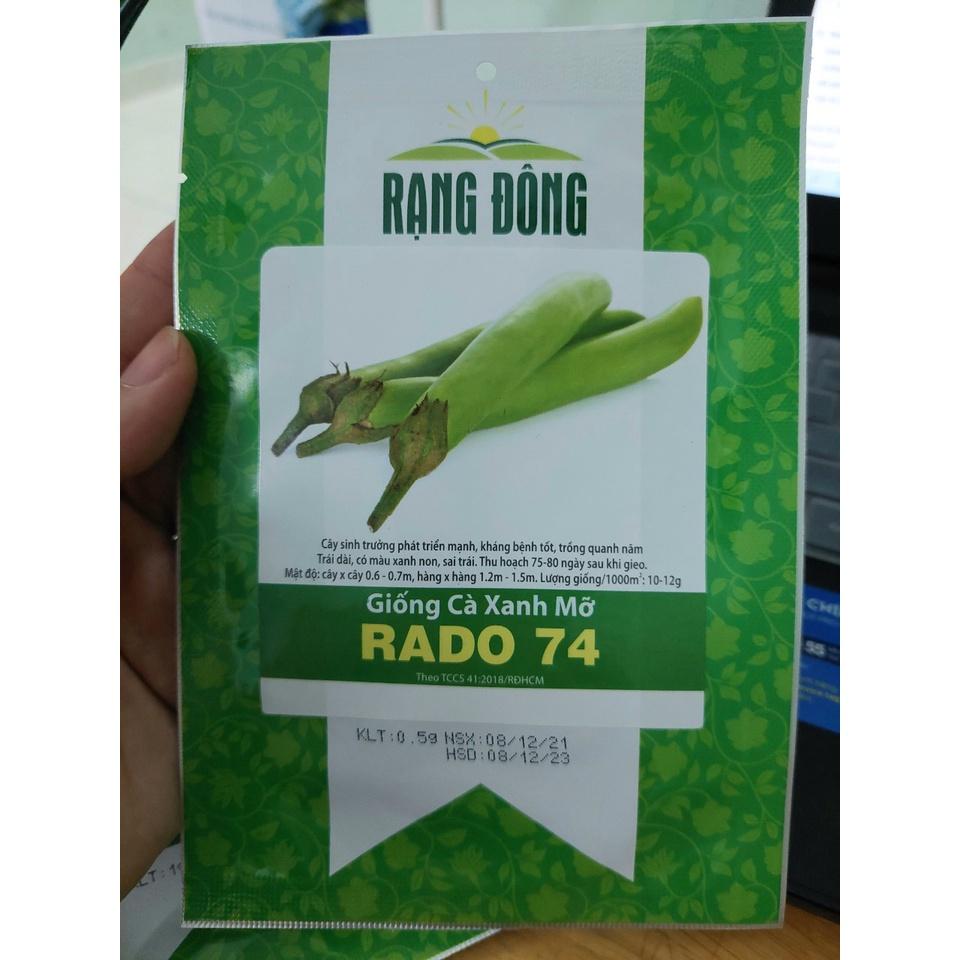 RẠNG ĐÔNG
Cây sinh trưởng phát triển mạnh, kháng bệnh tốt, trồng quanh năm
Trái dài, có màu xanh non, sai trái. Thu hoạch 75-80 ngày sau khi gieo.
Mật độ: cây x cây 0.6 - 0.7m, hàng x hàng 1.2m - 1.5m. Lượng giống/1000m²: 10-12g
Giống Cà Xanh Mỡ
RADO 74
Theo TCCS 41:2018/RĐHCM
KLT:0.5g NSX:08/12/21
HSD:08/12/23